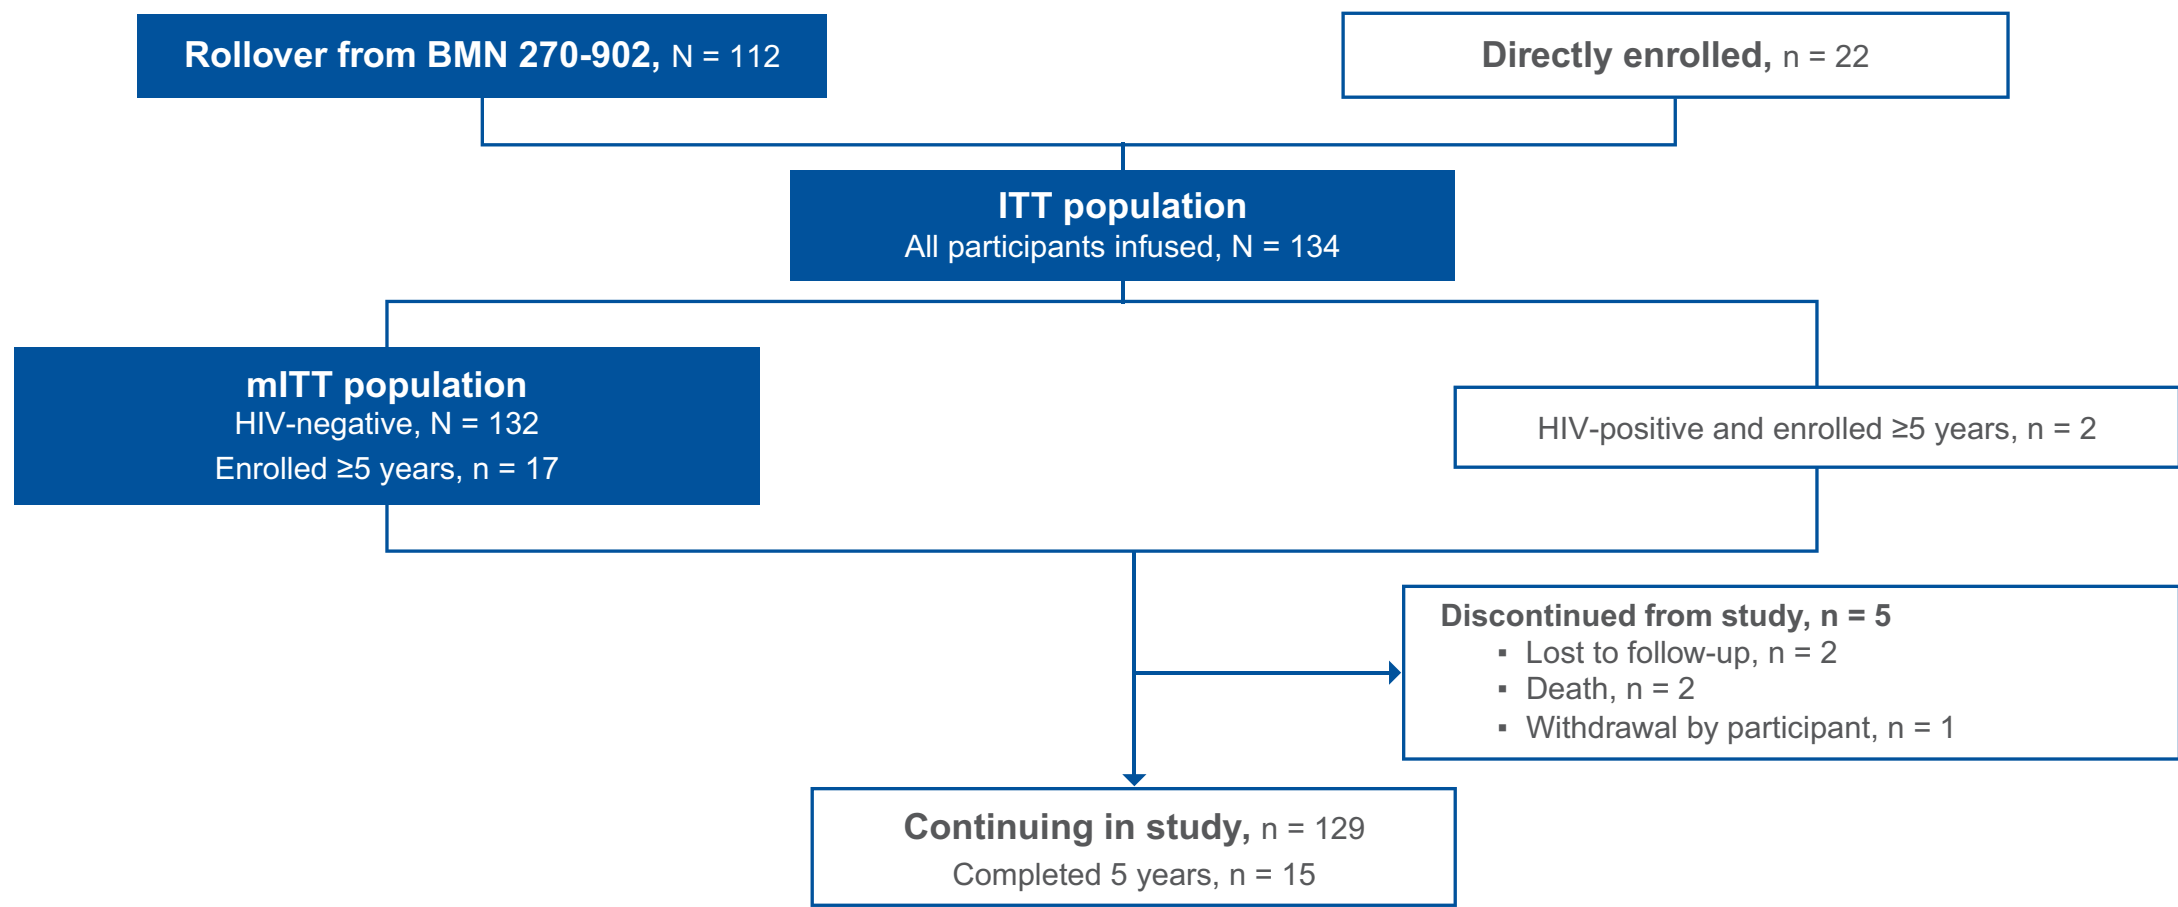 Rollover from BMN 270-902, N = 112
Directly enrolled, n = 22
ITT population
All participants infused, N = 134
mITT population
HIV-negative, N = 132
Enrolled ≥5 years, n = 17
HIV-positive and enrolled ≥5 years, n = 2
Discontinued from study, n = 5
▪ Lost to follow-up, n = 2
▪ Death, n = 2
▪ Withdrawal by participant, n = 1
Continuing in study, n = 129
Completed 5 years, n = 15